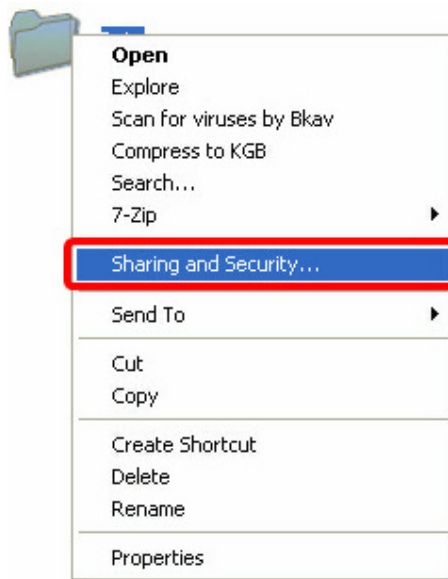 Open
Explore
Scan for viruses by Bkav
Compress to KGB
Search...
7-Zip
Sharing and Security...
Send To
Cut
Copy
Create Shortcut
Delete
Rename
Properties